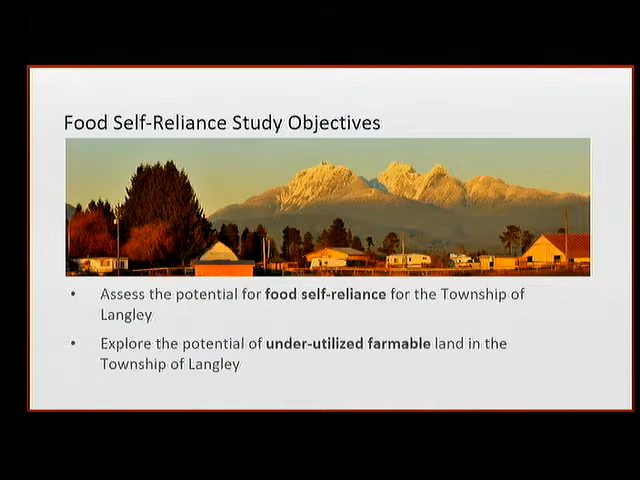 Food Self-Reliance Study Objectives
• Assess the potential for food self-reliance for the Township of
Langley
• Explore the potential of under-utilized farmable land in the
Township of Langley